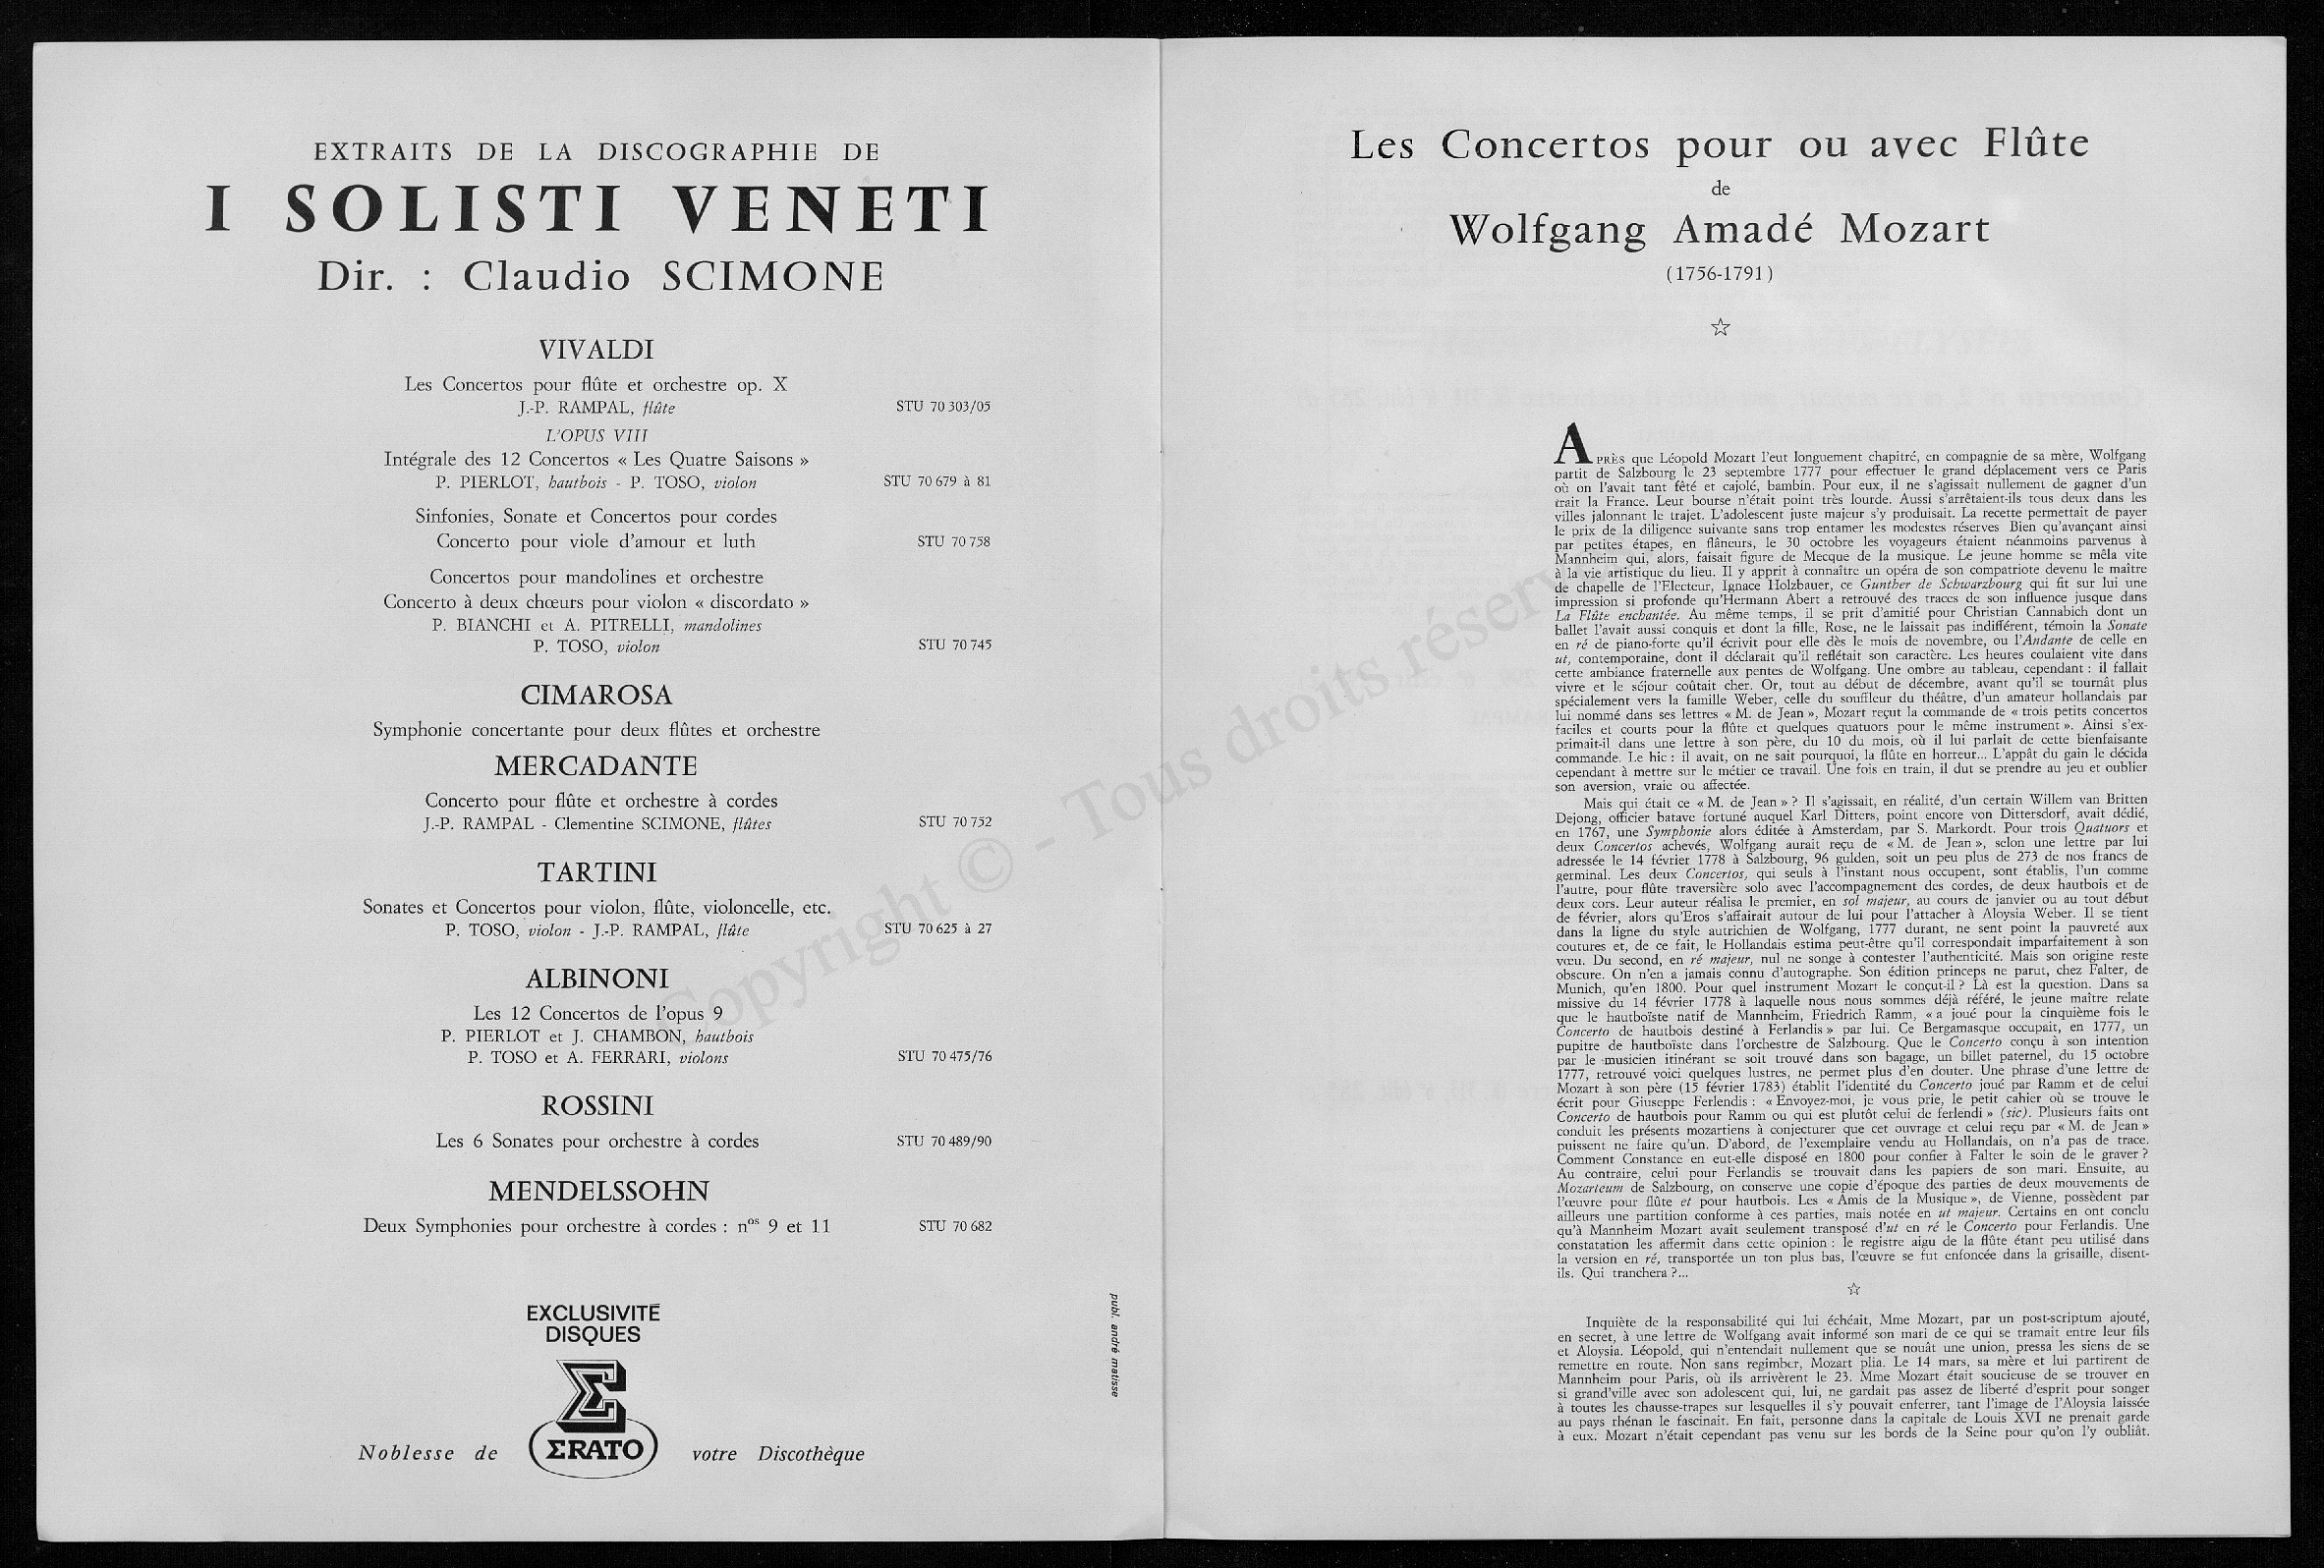 EXTRAITS DE LA DISCOGRAPHIE DE
I SOLISTI VENETI
Dir. : Claudio SCIMONE
VIVALDI
Les Concertos pour flûte et orchestre op. X
J.-P. RAMPAL, flûte STU 70 303/05
L'OPUS VIII
Intégrale des 12 Concertos « Les Quatre Saisons »
P. PIERLOT, hautbois - P. TOSO, violon STU 70 679 à 81
Sinfonies, Sonate et Concertos pour cordes
Concerto pour viole d'amour et luth STU 70 758
Concertos pour mandolines et orchestre
Concerto à deux chœurs pour violon « discordato »
P. BIANCHI et A. PITRELLI, mandolines
P. TOSO, violon STU 70 745
CIMAROSA
Symphonie concertante pour deux flûtes et orchestre
MERCADANTE
Concerto pour flûte et orchestre à cordes
J.-P. RAMPAL - Clementine SCIMONE, flûtes STU 70 752
TARTINI
Sonates et Concertos pour violon, flûte, violoncelle, etc.
P. TOSO, violon - J.-P. RAMPAL, flûte STU 70 625 à 27
ALBINONI
Les 12 Concertos de l'opus 9
P. PIERLOT et J. CHAMBON, hautbois
P. TOSO et A. FERRARI, violons STU 70 475/76
ROSSINI
Les 6 Sonates pour orchestre à cordes STU 70 489/90
MENDELSSOHN
Deux Symphonies pour orchestre à cordes : nos 9 et 11 STU 70 682
EXCLUSIVITÉ
DISQUES
Noblesse de ΣRATO votre Discothèque
publ. andré matisse
Les Concertos pour ou avec Flûte
de
Wolfgang Amadé Mozart
(1756-1791)
☆
APRÈS que Léopold Mozart l'eut longuement chapitré, en compagnie de sa mère, Wolfgang
partit de Salzbourg le 23 septembre 1777 pour effectuer le grand déplacement vers ce Paris
où on l'avait tant fêté et cajolé, bambin. Pour eux, il ne s'agissait nullement de gagner d'un
trait la France. Leur bourse n'était point très lourde. Aussi s'arrêtaient-ils tous deux dans les
villes jalonnant le trajet. L'adolescent juste majeur s'y produisait. La recette permettait de payer
le prix de la diligence suivante sans trop entamer les modestes réserves Bien qu'avançant ainsi
par petites étapes, en flâneurs, le 30 octobre les voyageurs étaient néanmoins parvenus à
Mannheim qui, alors, faisait figure de Mecque de la musique. Le jeune homme se mêla vite
à la vie artistique du lieu. Il y apprit à connaître un opéra de son compatriote devenu le maître
de chapelle de l'Electeur, Ignace Holzbauer, ce Gunther de Schwarzbourg qui fit sur lui une
impression si profonde qu'Hermann Abert a retrouvé des traces de son influence jusque dans
La Flûte enchantée. Au même temps, il se prit d'amitié pour Christian Cannabich dont un
ballet l'avait aussi conquis et dont la fille, Rose, ne le laissait pas indifférent, témoin la Sonate
en ré de piano-forte qu'il écrivit pour elle dès le mois de novembre, ou l'Andante de celle en
ut, contemporaine, dont il déclarait qu'il reflétait son caractère. Les heures coulaient vite dans
cette ambiance fraternelle aux pentes de Wolfgang. Une ombre au tableau, cependant : il fallait
vivre et le séjour coûtait cher. Or, tout au début de décembre, avant qu'il se tournât plus
spécialement vers la famille Weber, celle du souffleur du théâtre, d'un amateur hollandais par
lui nommé dans ses lettres « M. de Jean », Mozart reçut la commande de « trois petits concertos
faciles et courts pour la flûte et quelques quatuors pour le même instrument ». Ainsi s'ex-
primait-il dans une lettre à son père, du 10 du mois, où il lui parlait de cette bienfaisante
commande. Le hic : il avait, on ne sait pourquoi, la flûte en horreur... L'appât du gain le décida
cependant à mettre sur le métier ce travail. Une fois en train, il dut se prendre au jeu et oublier
son aversion, vraie ou affectée.
Mais qui était ce « M. de Jean » ? Il s'agissait, en réalité, d'un certain Willem van Britten
Dejong, officier batave fortuné auquel Karl Ditters, point encore von Dittersdorf, avait dédié,
en 1767, une Symphonie alors éditée à Amsterdam, par S. Markordt. Pour trois Quatuors et
deux Concertos achevés, Wolfgang aurait reçu de « M. de Jean », selon une lettre par lui
adressée le 14 février 1778 à Salzbourg, 96 gulden, soit un peu plus de 273 de nos francs de
germinal. Les deux Concertos, qui seuls à l'instant nous occupent, sont établis, l'un comme
l'autre, pour flûte traversière solo avec l'accompagnement des cordes, de deux hautbois et de
deux cors. Leur auteur réalisa le premier, en sol majeur, au cours de janvier ou au tout début
de février, alors qu'Eros s'affairait autour de lui pour l'attacher à Aloysia Weber. Il se tient
dans la ligne du style autrichien de Wolfgang, 1777 durant, ne sent point la pauvreté aux
coutures et, de ce fait, le Hollandais estima peut-être qu'il correspondait imparfaitement à son
vœu. Du second, en ré majeur, nul ne songe à contester l'authenticité. Mais son origine reste
obscure. On n'en a jamais connu d'autographe. Son édition princeps ne parut, chez Falter, de
Munich, qu'en 1800. Pour quel instrument Mozart le conçut-il ? Là est la question. Dans sa
missive du 14 février 1778 à laquelle nous nous sommes déjà référé, le jeune maître relate
que le hautboïste natif de Mannheim, Friedrich Ramm, « a joué pour la cinquième fois le
Concerto de hautbois destiné à Ferlandis » par lui. Ce Bergamasque occupait, en 1777, un
pupitre de hautboïste dans l'orchestre de Salzbourg. Que le Concerto conçu à son intention
par le musicien itinérant se soit trouvé dans son bagage, un billet paternel, du 15 octobre
1777, retrouvé voici quelques lustres, ne permet plus d'en douter. Une phrase d'une lettre de
Mozart à son père (15 février 1783) établit l'identité du Concerto joué par Ramm et de celui
écrit pour Giuseppe Ferlendis : « Envoyez-moi, je vous prie, le petit cahier où se trouve le
Concerto de hautbois pour Ramm ou qui est plutôt celui de ferlendi » (sic). Plusieurs faits ont
conduit les présents mozartiens à conjecturer que cet ouvrage et celui reçu par « M. de Jean »
puissent ne faire qu'un. D'abord, de l'exemplaire vendu au Hollandais, on n'a pas de trace.
Comment Constance en eut-elle disposé en 1800 pour confier à Falter le soin de le graver ?
Au contraire, celui pour Ferlandis se trouvait dans les papiers de son mari. Ensuite, au
Mozarteum de Salzbourg, on conserve une copie d'époque des parties de deux mouvements de
l'œuvre pour flûte et pour hautbois. Les « Amis de la Musique », de Vienne, possèdent par
ailleurs une partition conforme à ces parties, mais notée en ut majeur. Certains en ont conclu
qu'à Mannheim Mozart avait seulement transposé d'ut en ré le Concerto pour Ferlandis. Une
constatation les affermit dans cette opinion : le registre aigu de la flûte étant peu utilisé dans
la version en ré, transportée un ton plus bas, l'œuvre se fut enfoncée dans la grisaille, disent-
ils. Qui tranchera ?...
☆
Inquiète de la responsabilité qui lui échéait, Mme Mozart, par un post-scriptum ajouté,
en secret, à une lettre de Wolfgang avait informé son mari de ce qui se tramait entre leur fils
et Aloysia. Léopold, qui n'entendait nullement que se nouât une union, pressa les siens de se
remettre en route. Non sans regimber, Mozart plia. Le 14 mars, sa mère et lui partirent de
Mannheim pour Paris, où ils arrivèrent le 23. Mme Mozart était soucieuse de se trouver en
si grand'ville avec son adolescent qui, lui, ne gardait pas assez de liberté d'esprit pour songer
à toutes les chausse-trapes sur lesquelles il s'y pouvait enferrer, tant l'image de l'Aloysia laissée
au pays rhénan le fascinait. En fait, personne dans la capitale de Louis XVI ne prenait garde
à eux. Mozart n'était cependant pas venu sur les bords de la Seine pour qu'on l'y oubliât.
Copyright © - Tous droits réservés